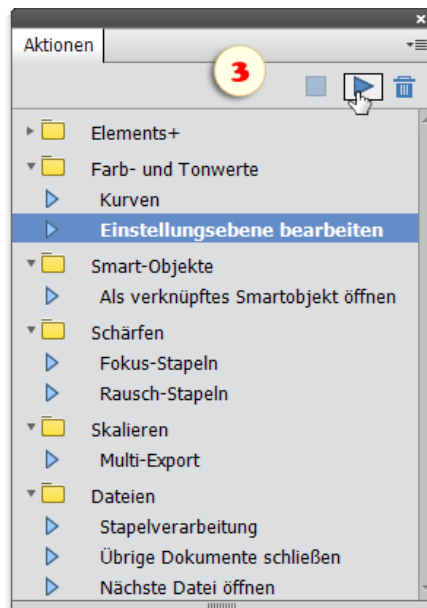 Aktionen
3
Elements+
Farb- und Tonwerte
Kurven
Einstellungsebene bearbeiten
Smart-Objekte
Als verknüpftes Smartobjekt öffnen
Schärfen
Fokus-Stapeln
Rausch-Stapeln
Skalieren
Multi-Export
Dateien
Stapelverarbeitung
Übrige Dokumente schließen
Nächste Datei öffnen